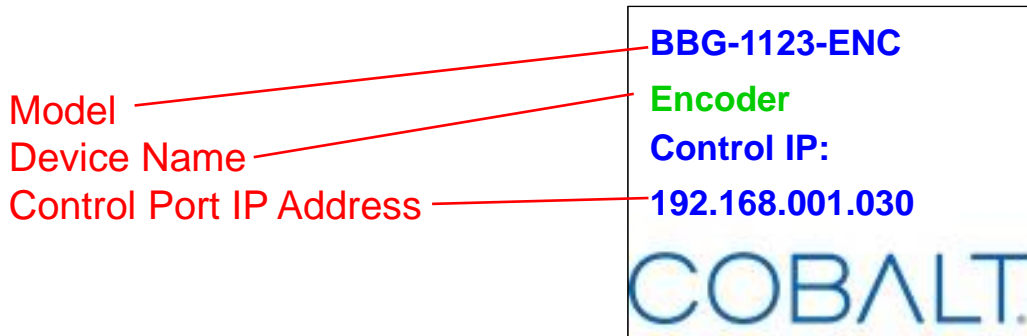 Model
Device Name
Control Port IP Address
BBG-1123-ENC
Encoder
Control IP:
192.168.001.030
COBALT